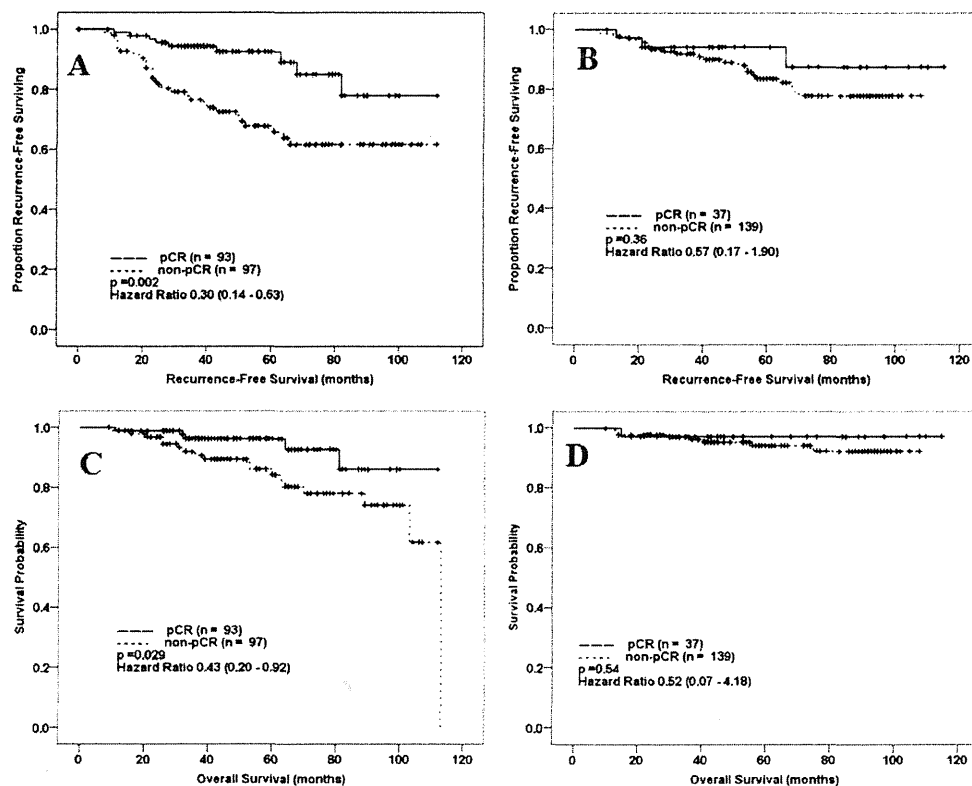 A
Proportion Recurrence-Free Surviving
1.0
0.8
0.6
0.4
0.2
0.0
pCR (n = 93)
non-pCR (n = 97)
p =0.002
Hazard Ratio 0.30 (0.14 - 0.63)
0 20 40 60 80 100 120
Recurrence-Free Survival (months)
B
Proportion Recurrence-Free Surviving
1.0
0.8
0.6
0.4
0.2
0.0
pCR (n = 37)
non-pCR (n = 139)
p =0.36
Hazard Ratio 0.57 (0.17 - 1.90)
0 20 40 60 80 100 120
Recurrence-Free Survival (months)
C
Survival Probability
1.0
0.8
0.6
0.4
0.2
0.0
pCR (n = 93)
non-pCR (n = 97)
p=0.029
Hazard Ratio 0.43 (0.20 - 0.92)
0 20 40 60 80 100 120
Overall Survival (months)
D
Survival Probability
1.0
0.8
0.6
0.4
0.2
0.0
pCR (n = 37)
non-pCR (n = 139)
p=0.54
Hazard Ratio 0.52 (0.07 - 4.18)
0 20 40 60 80 100 120
Overall Survival (months)